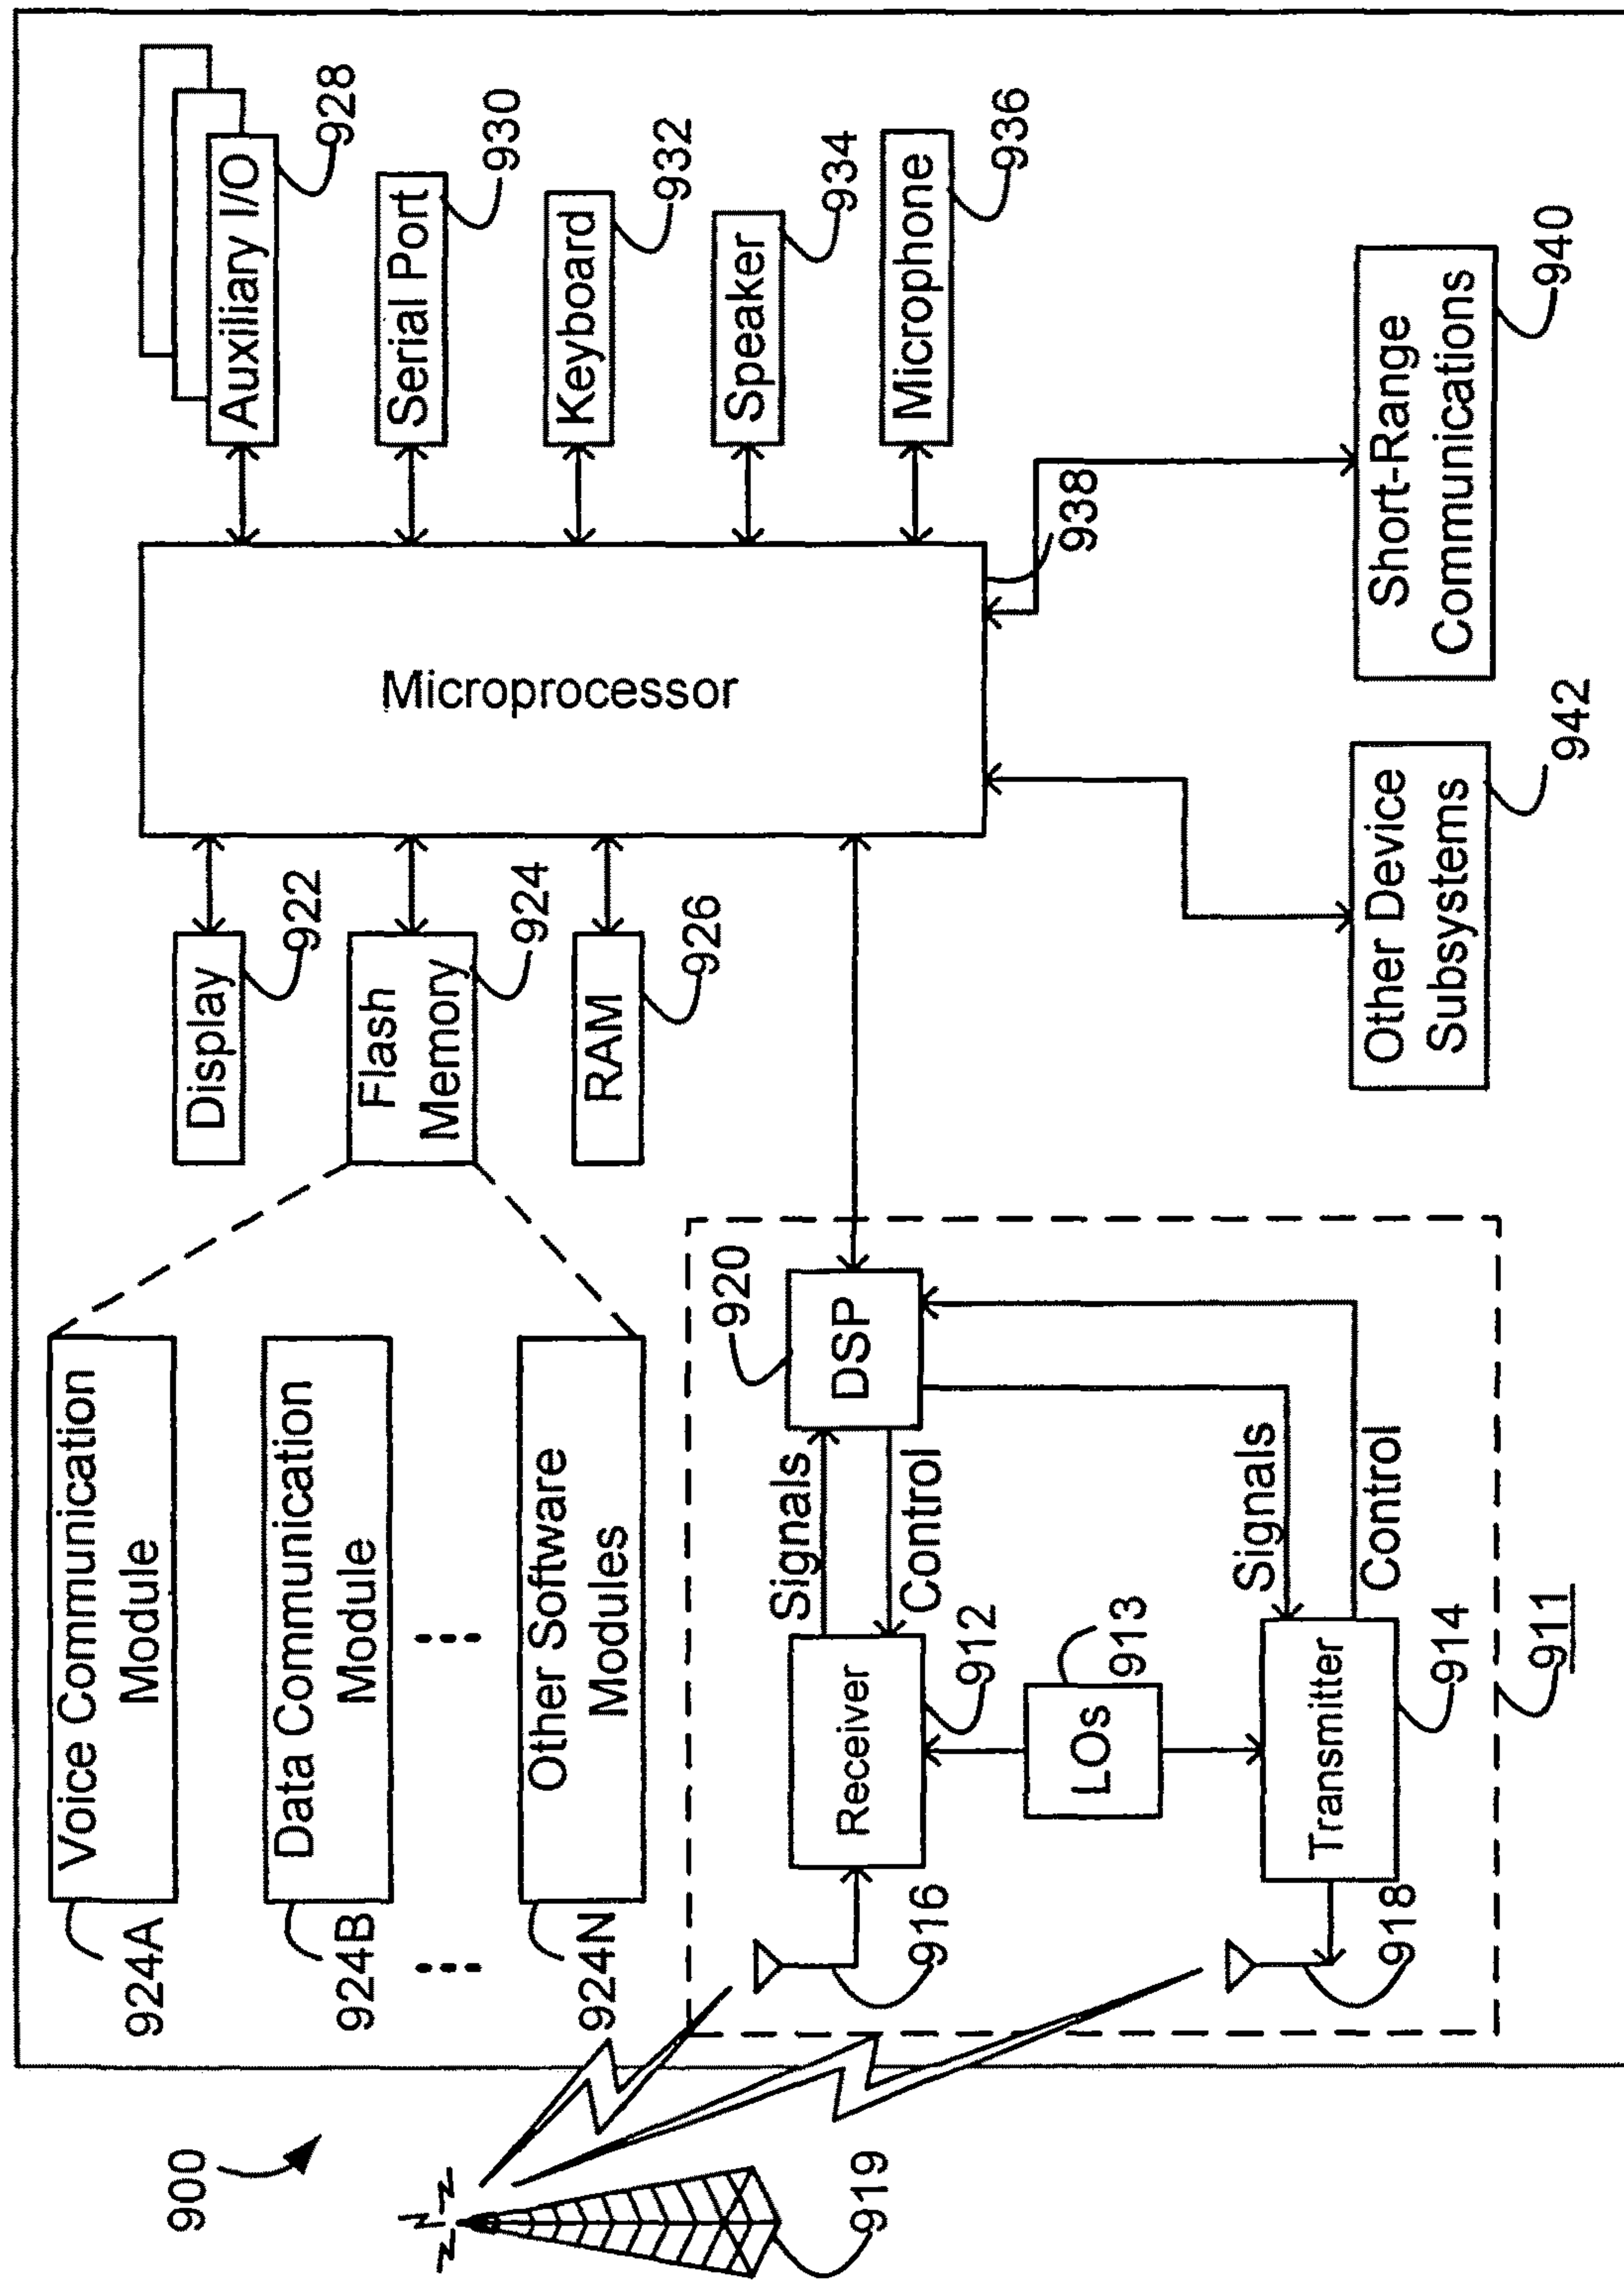 900
919
924A
Voice Communication
Module
924B
Data Communication
Module
924N
Other Software
Modules
Display
922
Flash
Memory
924
RAM
926
Microprocessor
938
Auxiliary I/O
928
Serial Port
930
Keyboard
932
Speaker
934
Microphone
936
Short-Range
Communications
940
Other Device
Subsystems
942
920
DSP
Signals
Control
Receiver
912
916
LOs
913
Signals
Control
Transmitter
914
918
911